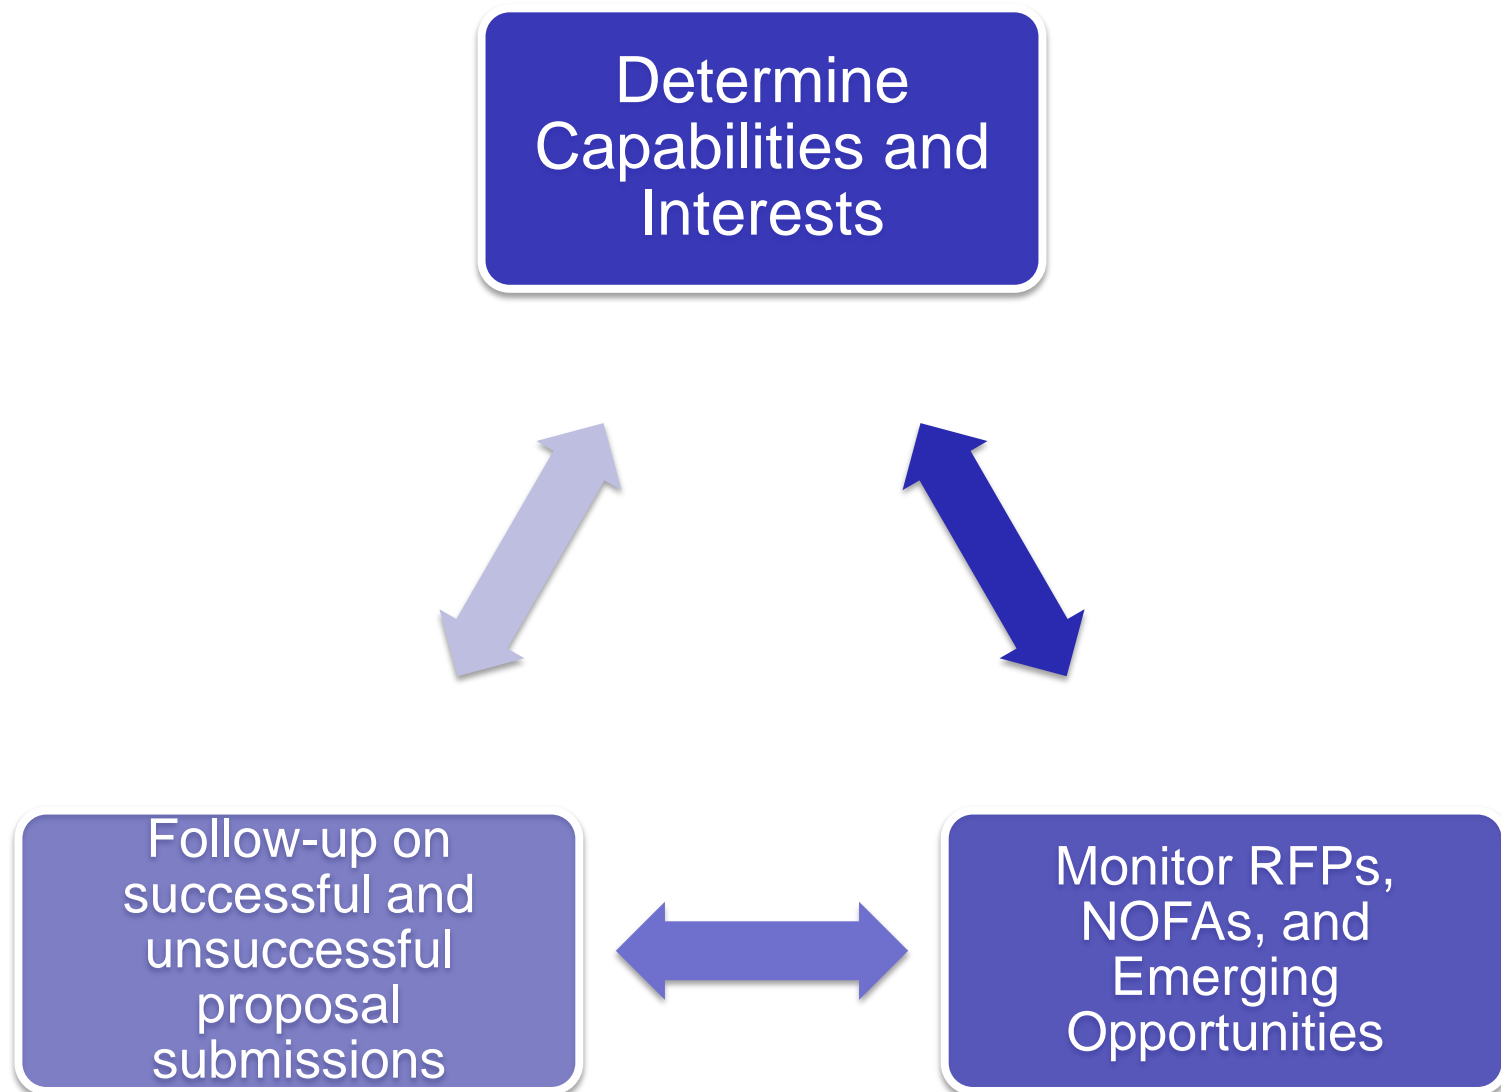 Determine
Capabilities and
Interests
Follow-up on
successful and
unsuccessful
proposal
submissions
Monitor RFPs,
NOFAs, and
Emerging
Opportunities